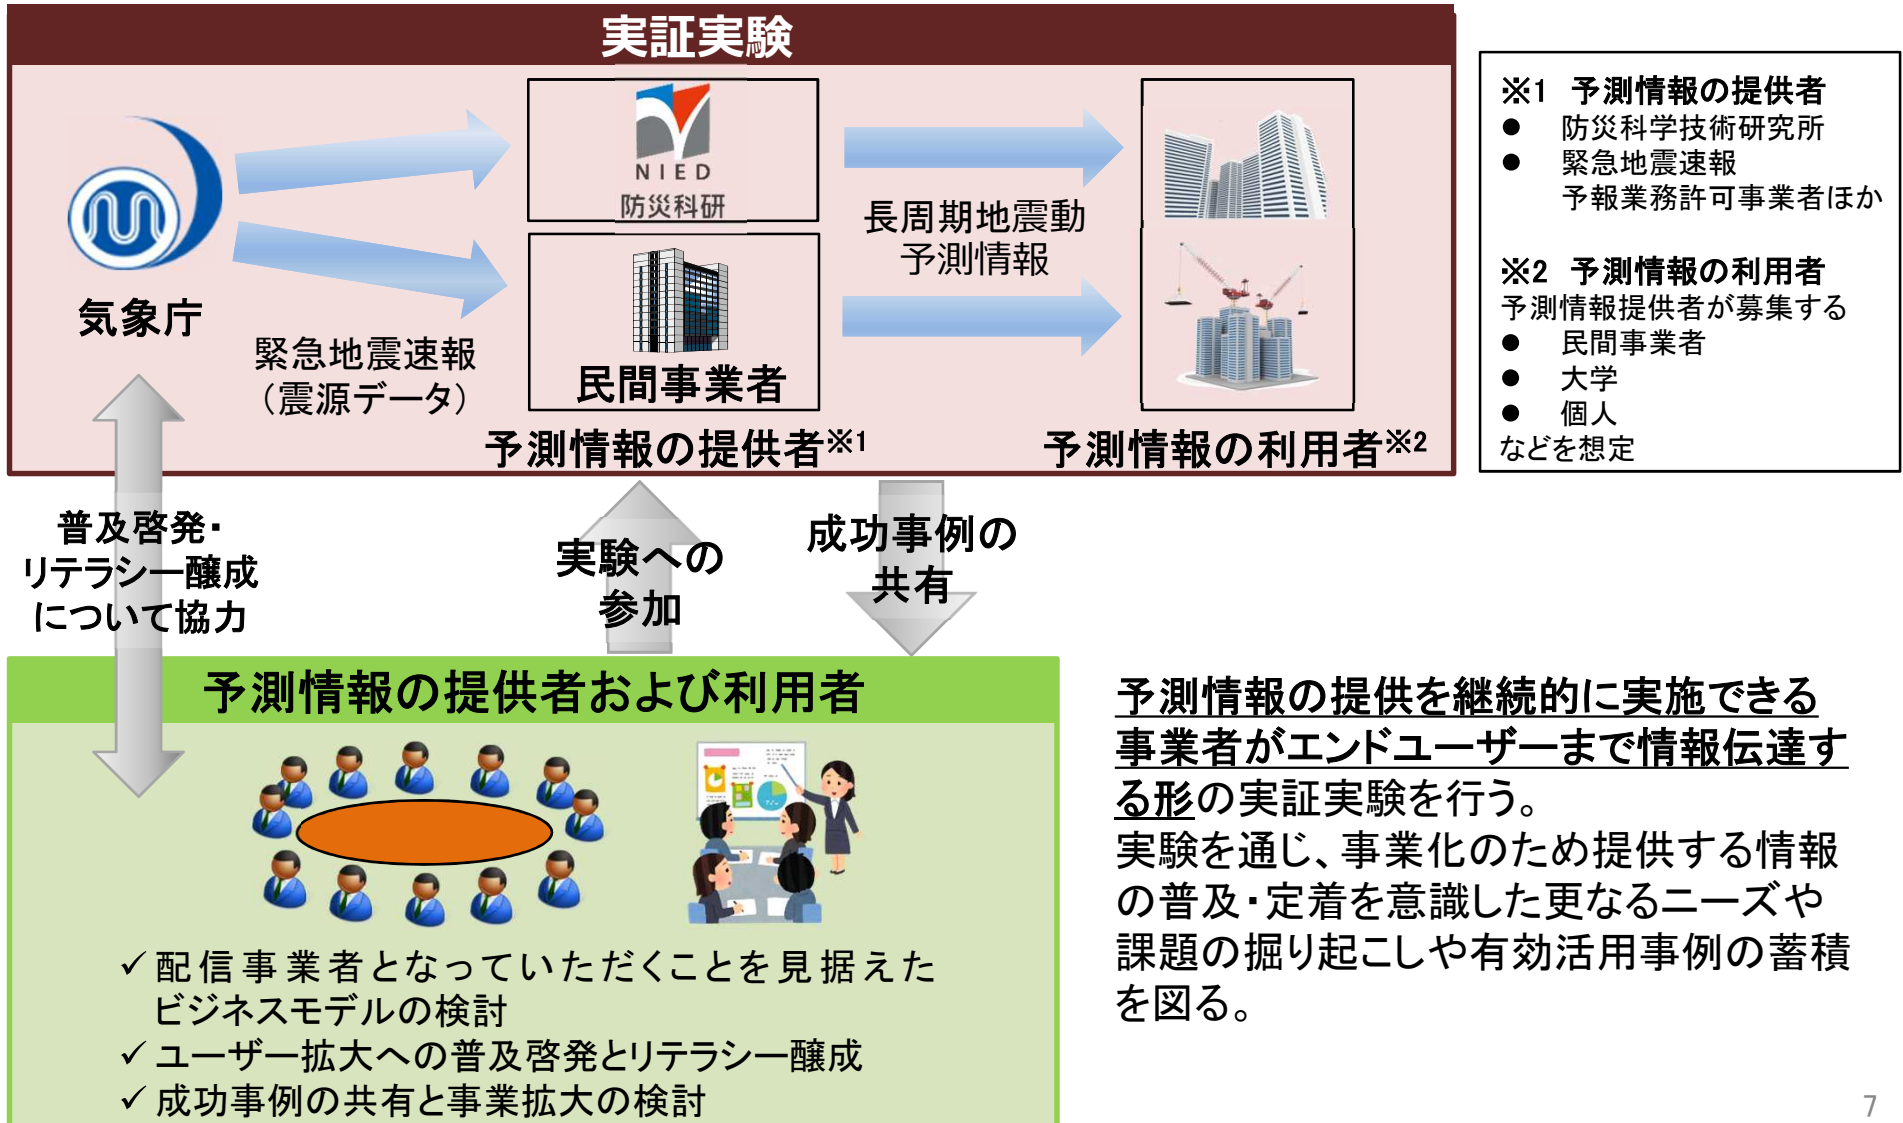 実証実験
気象庁
緊急地震速報
（震源データ）
NIED
防災科研
民間事業者
予測情報の提供者※1
長周期地震動
予測情報
予測情報の利用者※2
※1 予測情報の提供者
● 防災科学技術研究所
● 緊急地震速報
予報業務許可事業者ほか
※2 予測情報の利用者
予測情報提供者が募集する
● 民間事業者
● 大学
● 個人
などを想定
普及啓発・
リテラシー醸成
について協力
実験への
参加
成功事例の
共有
予測情報の提供者および利用者
✓配信事業者となっていただくことを見据えた
ビジネスモデルの検討
✓ユーザー拡大への普及啓発とリテラシー醸成
✓成功事例の共有と事業拡大の検討
予測情報の提供を継続的に実施できる
事業者がエンドユーザーまで情報伝達す
る形の実証実験を行う。
実験を通じ、事業化のため提供する情報
の普及・定着を意識した更なるニーズや
課題の掘り起こしや有効活用事例の蓄積
を図る。
7